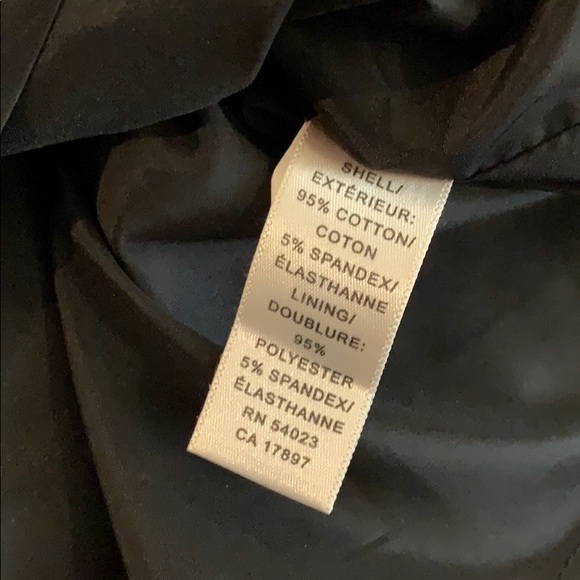 SHELL/
EXTÉRIEUR:
95% COTTON/
COTON
5% SPANDEX/
ÉLASTHANNE
LINING/
DOUBLURE:
95%
POLYESTER
5% SPANDEX/
ÉLASTHANNE
RN 54023
CA 17897